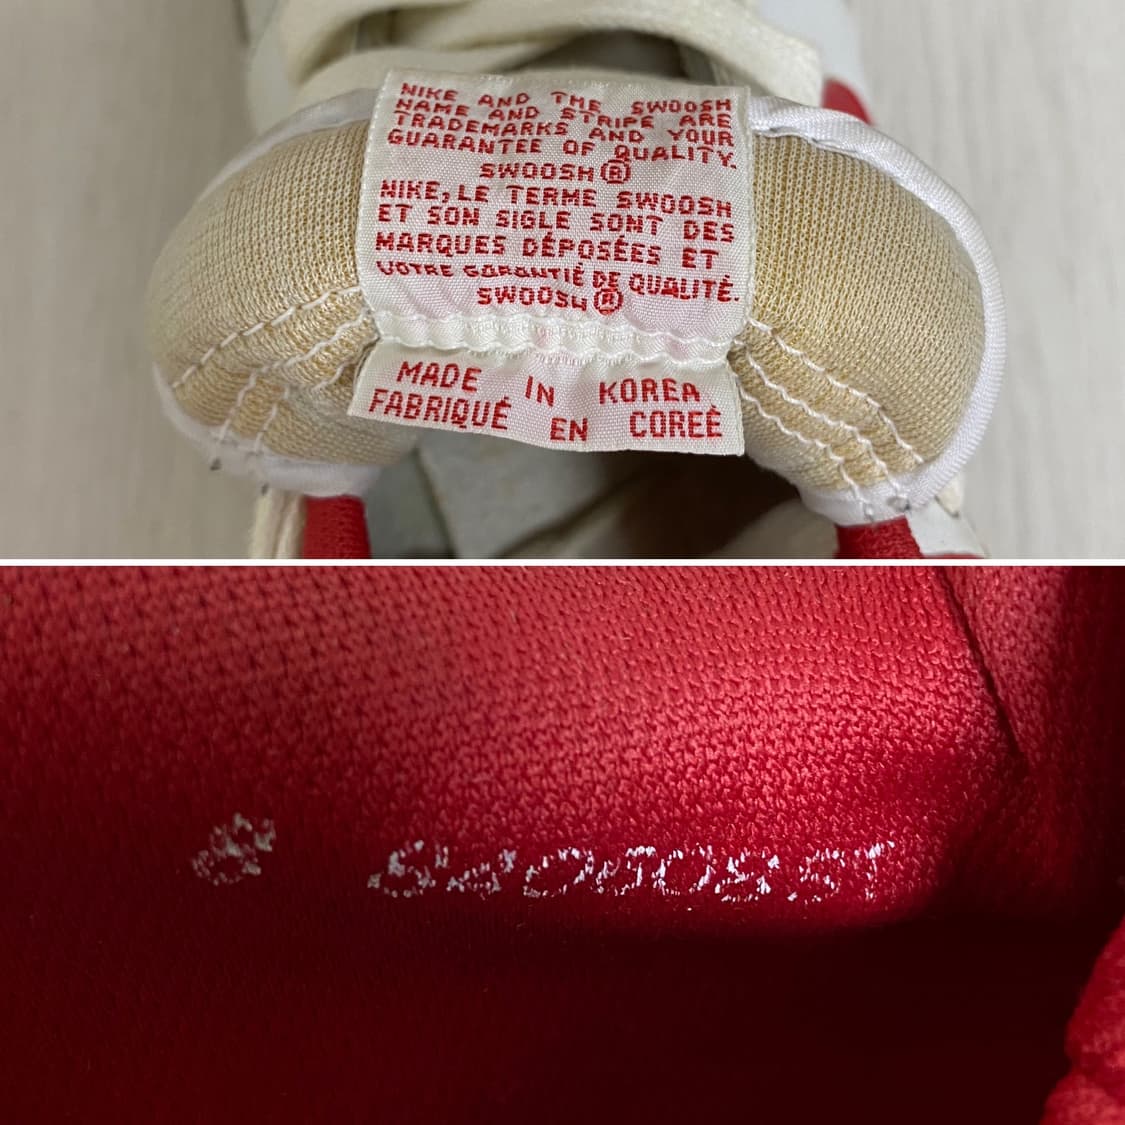 NIKE AND THE SWOOSH
NAME AND STRIPE ARE
TRADEMARKS AND YOUR
GUARANTEE OF QUALITY.
SWOOSH®
NIKE, LE TERME SWOOSH
ET SON SIGLE SONT DES
MARQUES DÉPOSÉES ET
VOTRE GARANTIÉ DE QUALITÉ.
SWOOSH®
MADE IN KOREA
FABRIQUÉ EN COREÉ